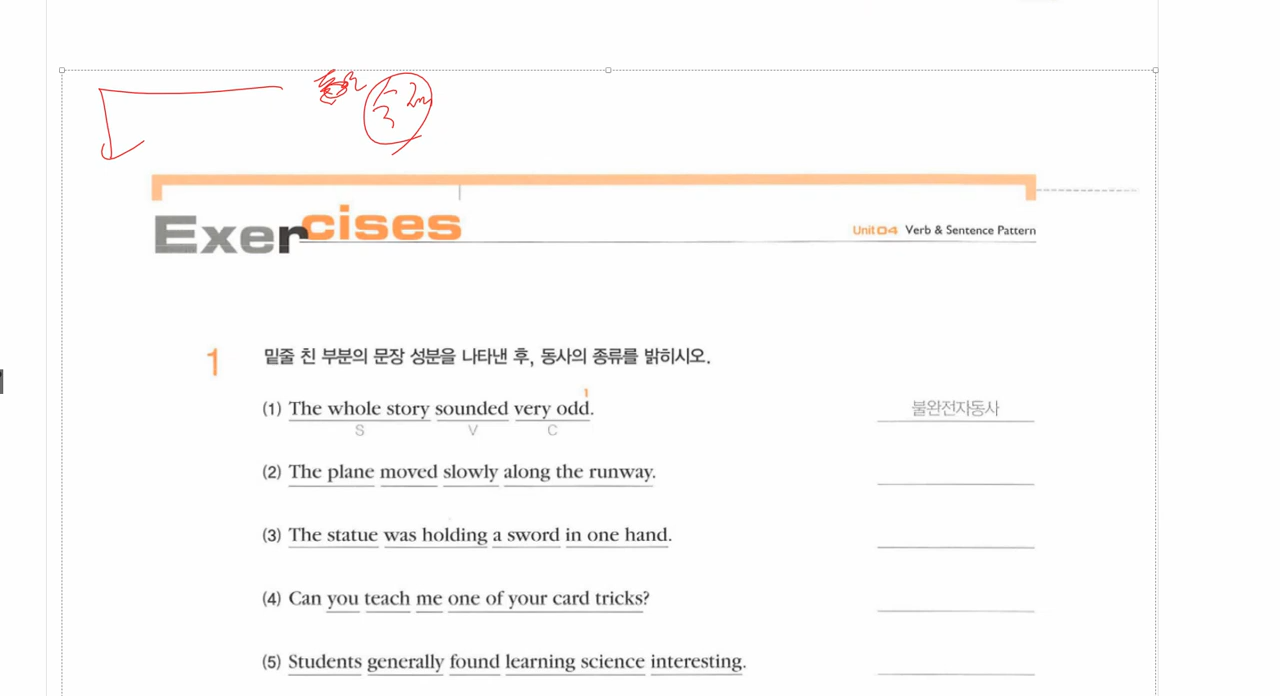 Exercises
Unit 04 Verb & Sentence Pattern
1 밑줄 친 부분의 문장 성분을 나타낸 후, 동사의 종류를 밝히시오.
1
(1) The whole story sounded very odd. 불완전자동사
S V C
(2) The plane moved slowly along the runway.
(3) The statue was holding a sword in one hand.
(4) Can you teach me one of your card tricks?
(5) Students generally found learning science interesting.